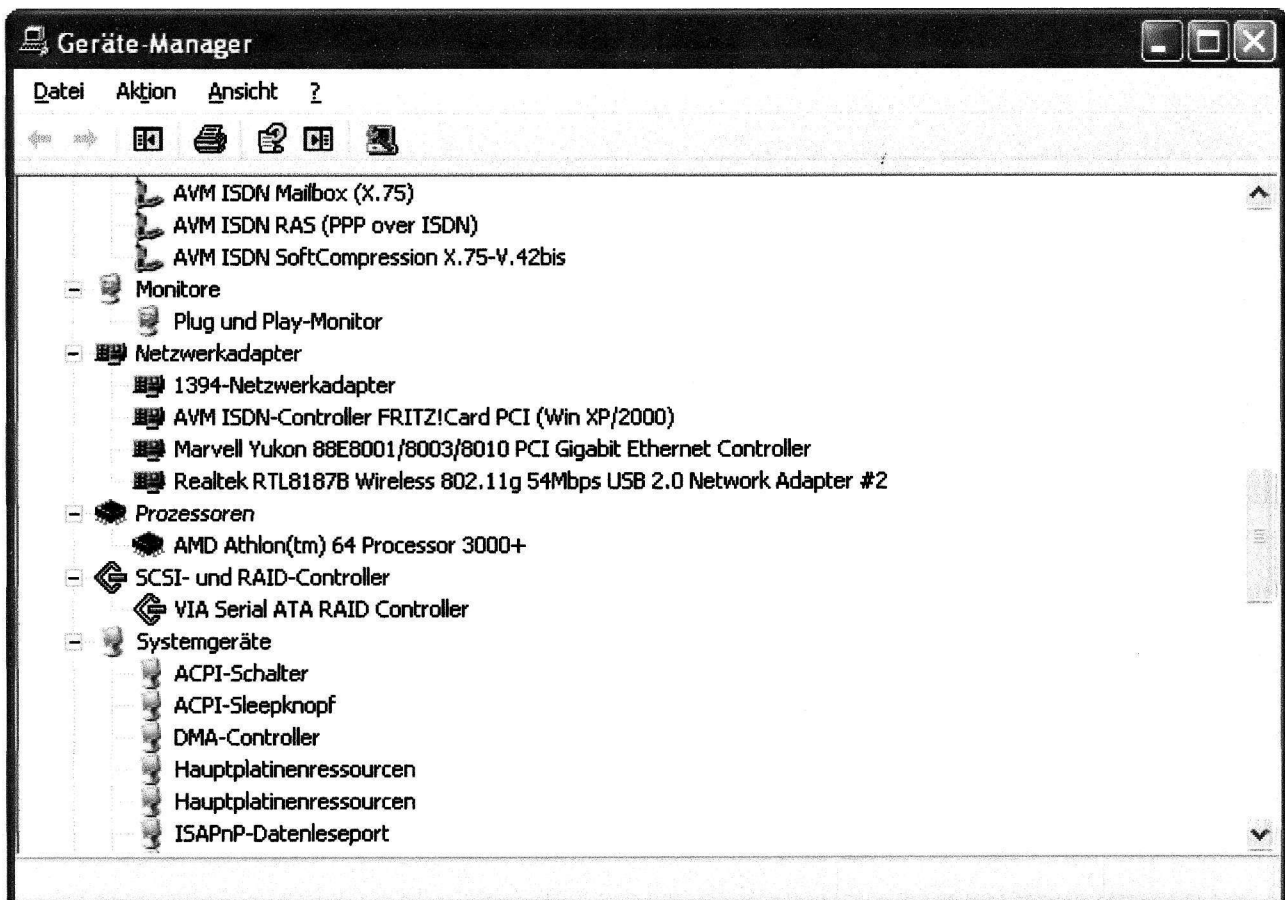 Geräte-Manager
Datei Aktion Ansicht ?
AVM ISDN Mailbox (X.75)
AVM ISDN RAS (PPP over ISDN)
AVM ISDN SoftCompression X.75-V.42bis
Monitore
Plug und Play-Monitor
Netzwerkadapter
1394-Netzwerkadapter
AVM ISDN-Controller FRITZ!Card PCI (Win XP/2000)
Marvell Yukon 88E8001/8003/8010 PCI Gigabit Ethernet Controller
Realtek RTL8187B Wireless 802.11g 54Mbps USB 2.0 Network Adapter #2
Prozessoren
AMD Athlon(tm) 64 Processor 3000+
SCSI- und RAID-Controller
VIA Serial ATA RAID Controller
Systemgeräte
ACPI-Schalter
ACPI-Sleepknopf
DMA-Controller
Hauptplatinenressourcen
Hauptplatinenressourcen
ISAPnP-Datenleseport